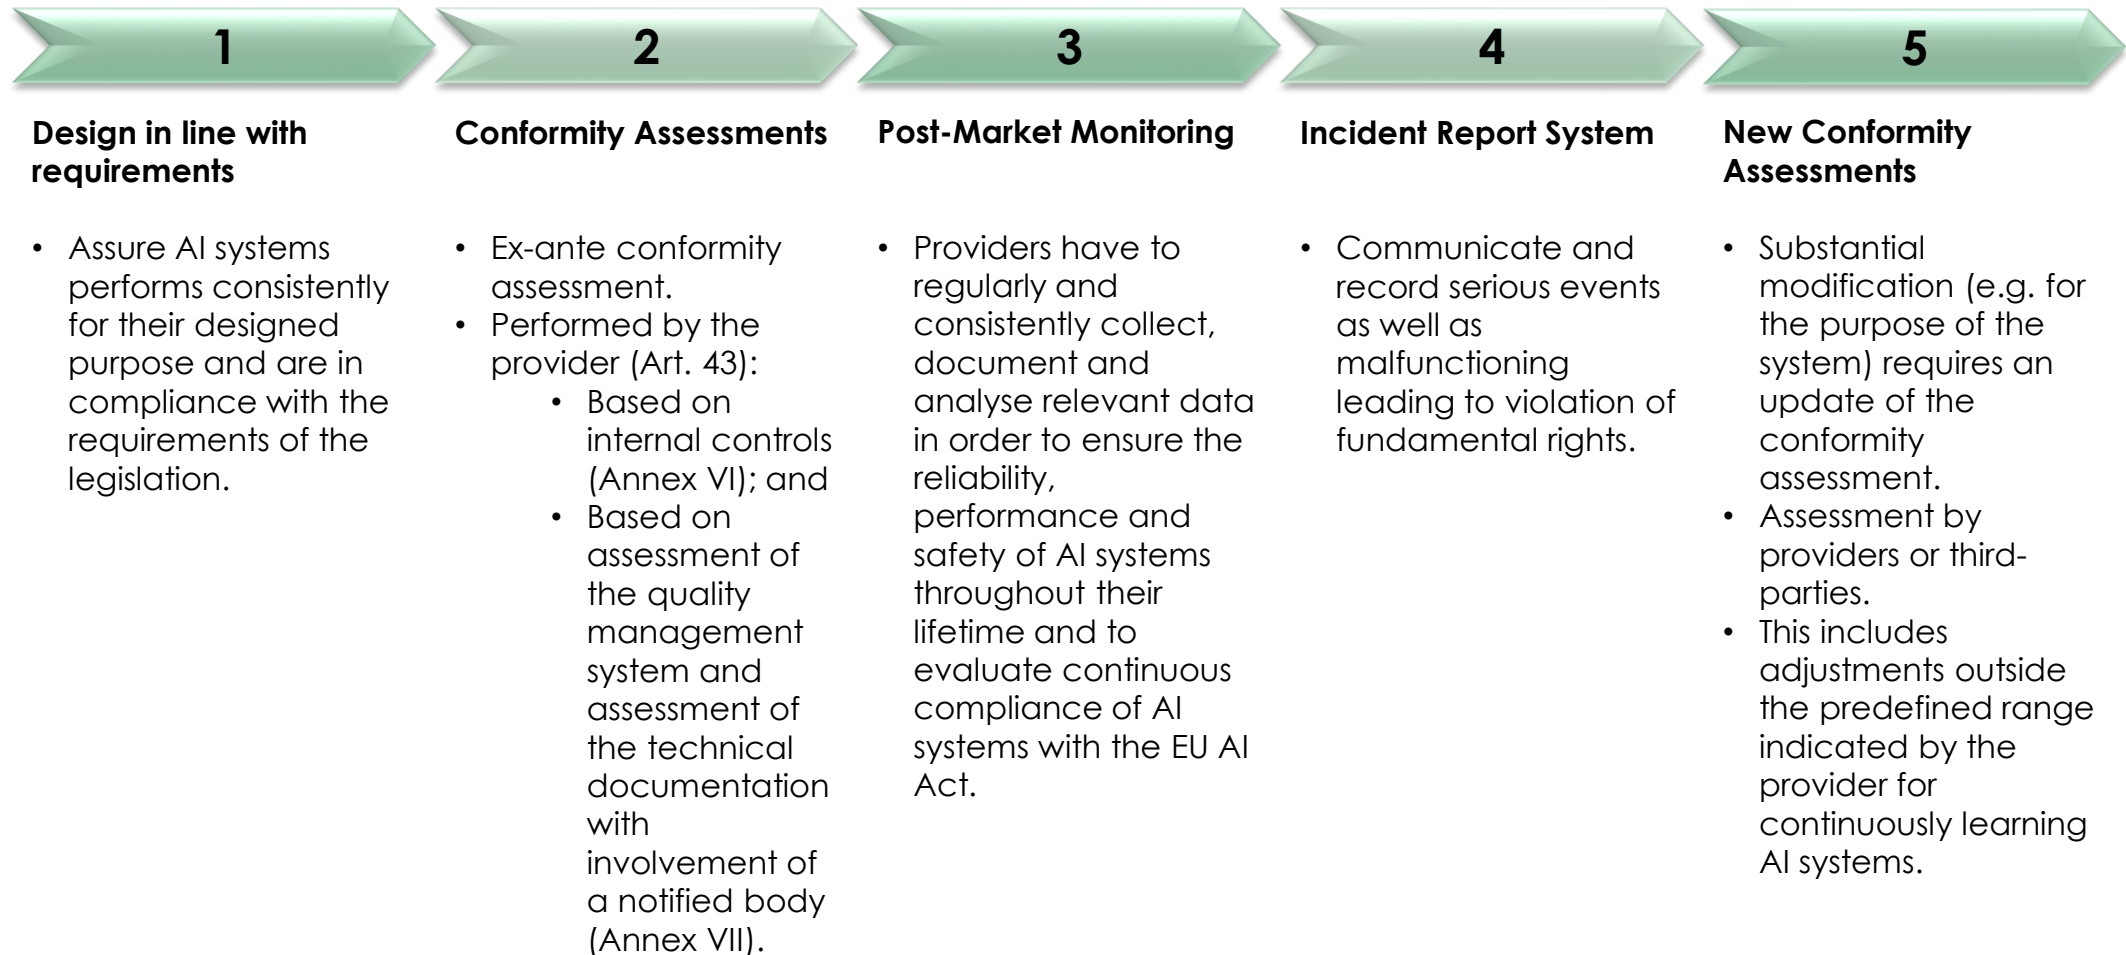 1
Design in line with
requirements
• Assure AI systems
performs consistently
for their designed
purpose and are in
compliance with the
requirements of the
legislation.
2
Conformity Assessments
• Ex-ante conformity
assessment.
• Performed by the
provider (Art. 43):
• Based on
internal controls
(Annex VI); and
• Based on
assessment of
the quality
management
system and
assessment of
the technical
documentation
with
involvement of
a notified body
(Annex VII).
3
Post-Market Monitoring
• Providers have to
regularly and
consistently collect,
document and
analyse relevant data
in order to ensure the
reliability,
performance and
safety of AI systems
throughout their
lifetime and to
evaluate continuous
compliance of AI
systems with the EU AI
Act.
4
Incident Report System
• Communicate and
record serious events
as well as
malfunctioning
leading to violation of
fundamental rights.
5
New Conformity
Assessments
• Substantial
modification (e.g. for
the purpose of the
system) requires an
update of the
conformity
assessment.
• Assessment by
providers or third-
parties.
• This includes
adjustments outside
the predefined range
indicated by the
provider for
continuously learning
AI systems.